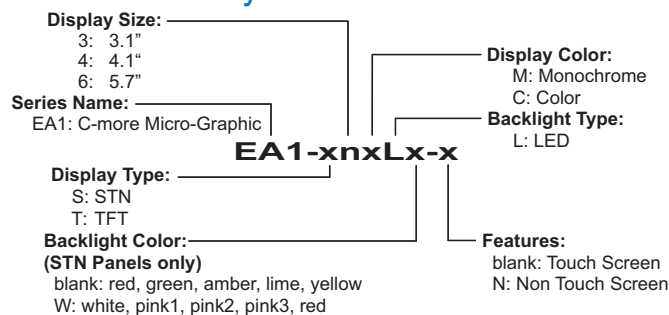 Display Size:
3: 3.1”
4: 4.1“
6: 5.7”
Series Name:
EA1: C-more Micro-Graphic
Display Color:
M: Monochrome
C: Color
Backlight Type:
L: LED
EA1-xnxLx-x
Display Type:
S: STN
T: TFT
Backlight Color:
(STN Panels only)
blank: red, green, amber, lime, yellow
W: white, pink1, pink2, pink3, red
Features:
blank: Touch Screen
N: Non Touch Screen